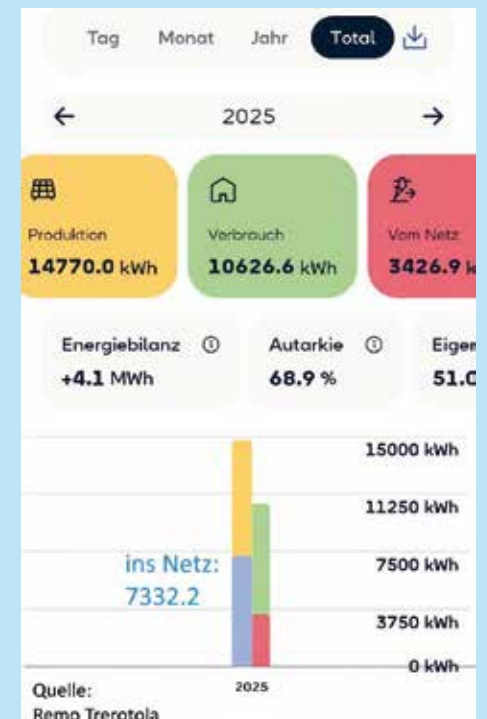 Tag Monat Jahr Total
2025
Produktion
14770.0 kWh
Verbrauch
10626.6 kWh
Vom Netz
3426.9 k
Energiebilanz
+4.1 MWh
Autarkie
68.9 %
Eiger
51.0
15000 kWh
11250 kWh
ins Netz:
7332.2
7500 kWh
3750 kWh
0 kWh
2025
Quelle:
Remo Trerotola